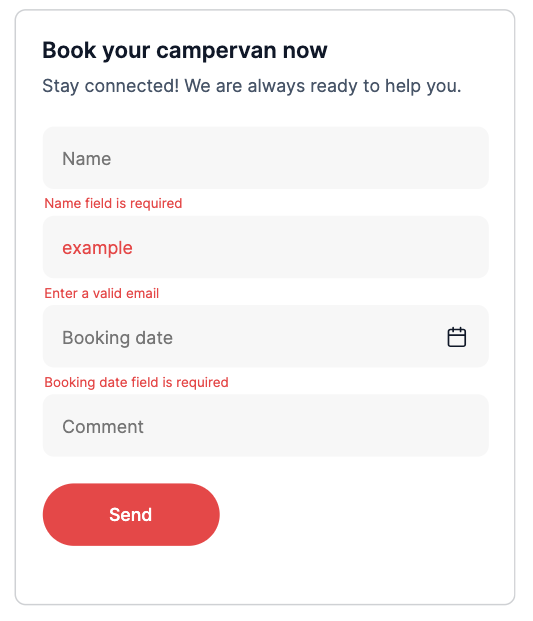 Book your campervan now
Stay connected! We are always ready to help you.
Name
Name field is required
example
Enter a valid email
Booking date
Booking date field is required
Comment
Send